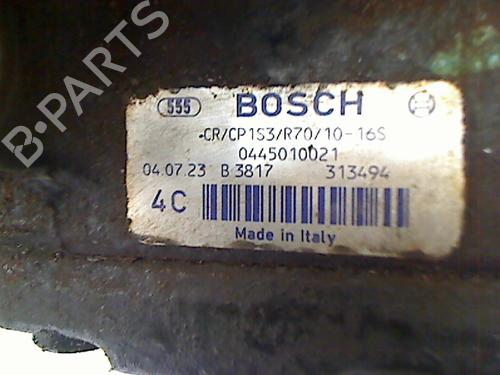 B-PARTS
555 BOSCH
CR/CP1S3/R70/10-16S
0445010021
04.07.23 B 3817 313494
4C
Made in Italy